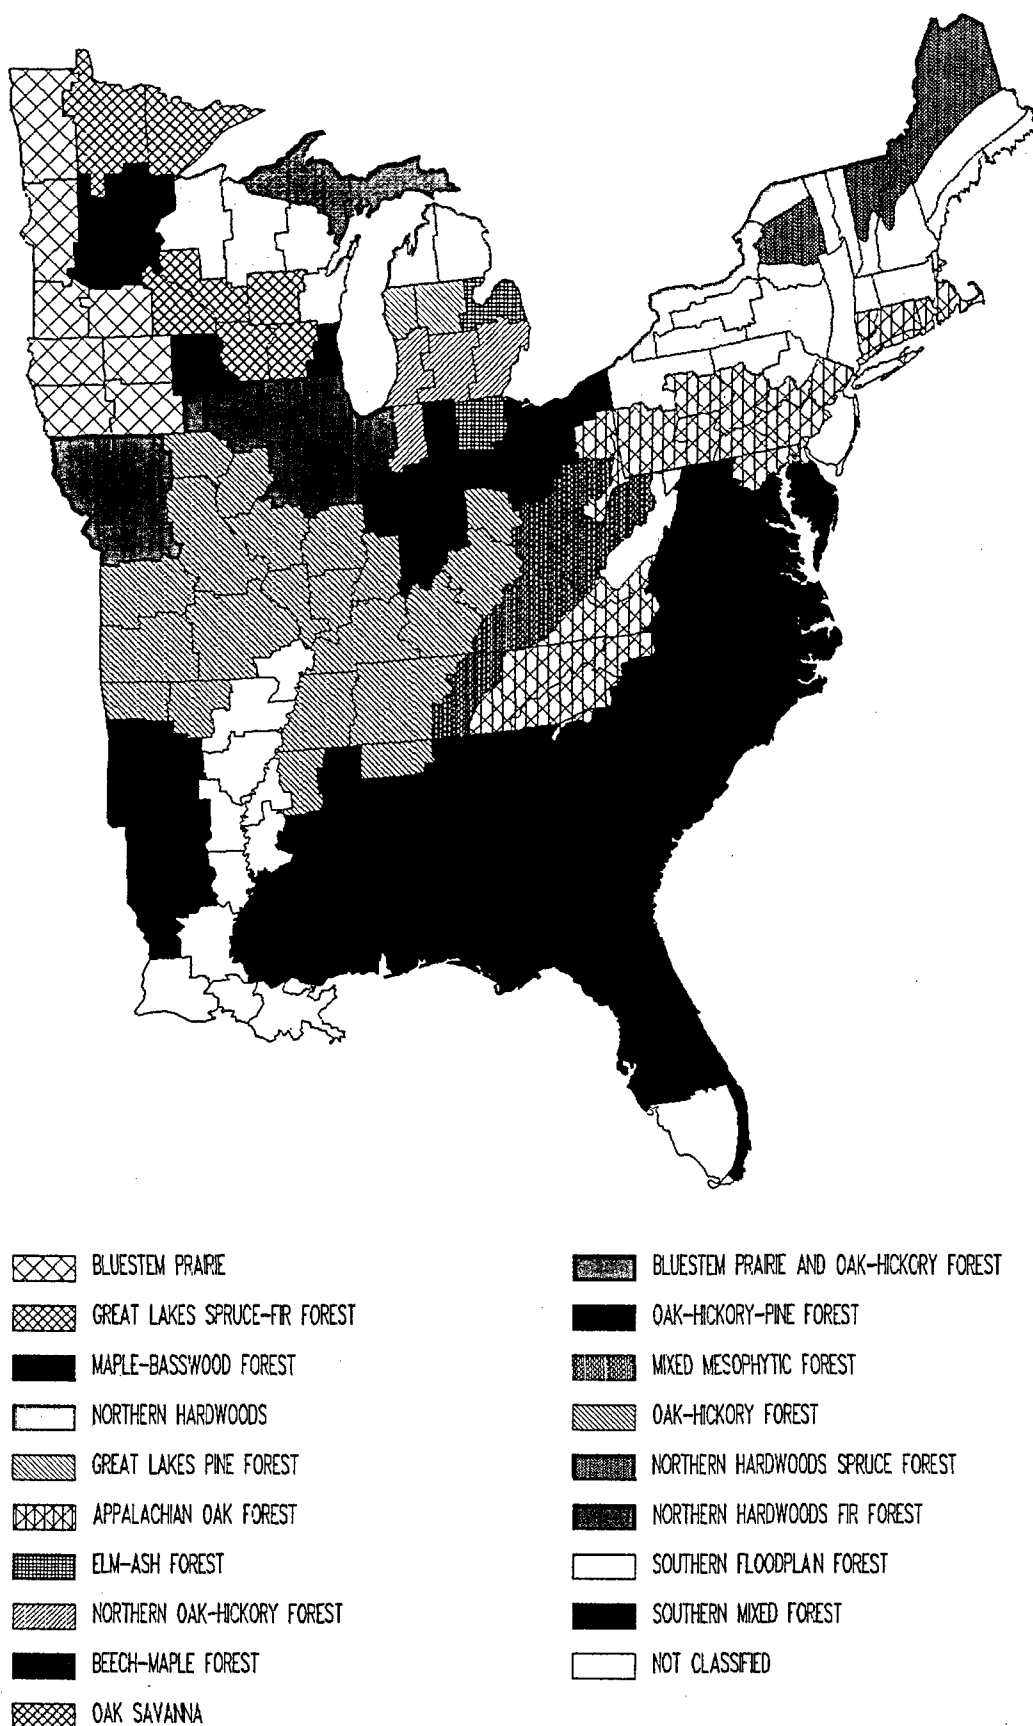 BLUESTEM PRAIRIE
GREAT LAKES SPRUCE-FIR FOREST
MAPLE-BASSWOOD FOREST
NORTHERN HARDWOODS
GREAT LAKES PINE FOREST
APPALACHIAN OAK FOREST
ELM-ASH FOREST
NORTHERN OAK-HICKORY FOREST
BEECH-MAPLE FOREST
OAK SAVANNA
BLUESTEM PRAIRIE AND OAK-HICKORY FOREST
OAK-HICKORY-PINE FOREST
MIXED MESOPHYTIC FOREST
OAK-HICKORY FOREST
NORTHERN HARDWOODS SPRUCE FOREST
NORTHERN HARDWOODS FIR FOREST
SOUTHERN FLOODPLAN FOREST
SOUTHERN MIXED FOREST
NOT CLASSIFIED